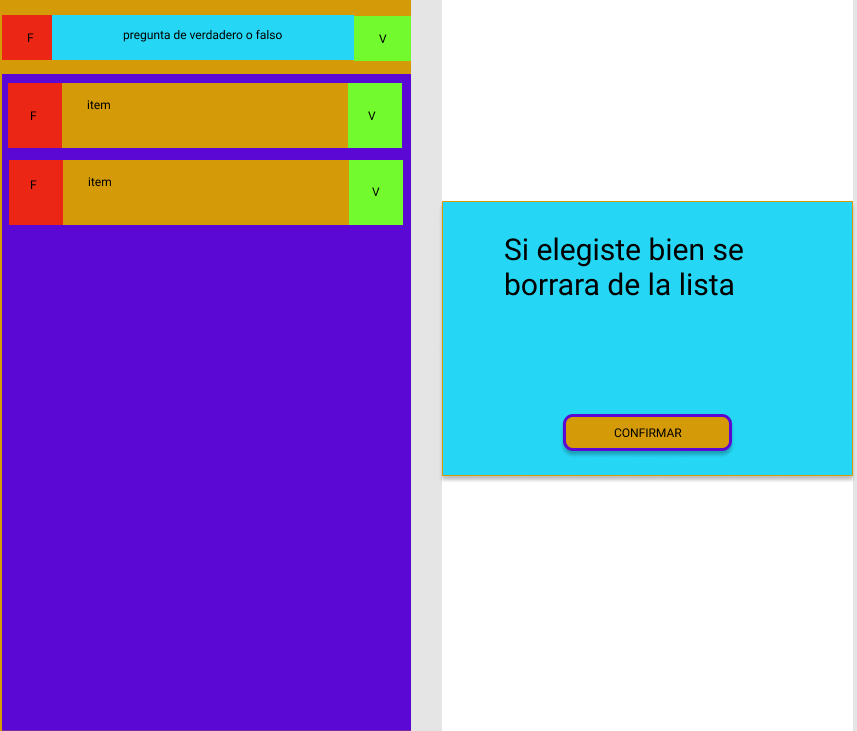 F
pregunta de verdadero o falso
V
F
item
V
F
item
V
Si elegiste bien se
borrara de la lista
CONFIRMAR